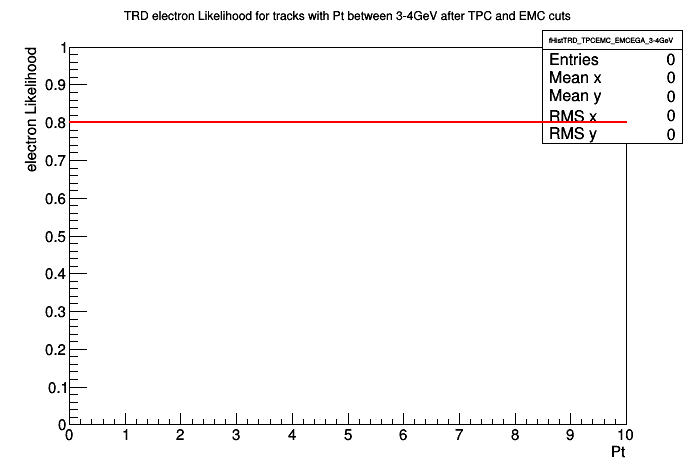 TRD electron Likelihood for tracks with Pt between 3-4GeV after TPC and EMC cuts
fHistTRD_TPCEMC_EMCEGA_3-4GeV
Entries 0
Mean x 0
Mean y 0
RMS x 0
RMS y 0
electron Likelihood
1
0.9
0.8
0.7
0.6
0.5
0.4
0.3
0.2
0.1
0
0 1 2 3 4 5 6 7 8 9 10
Pt